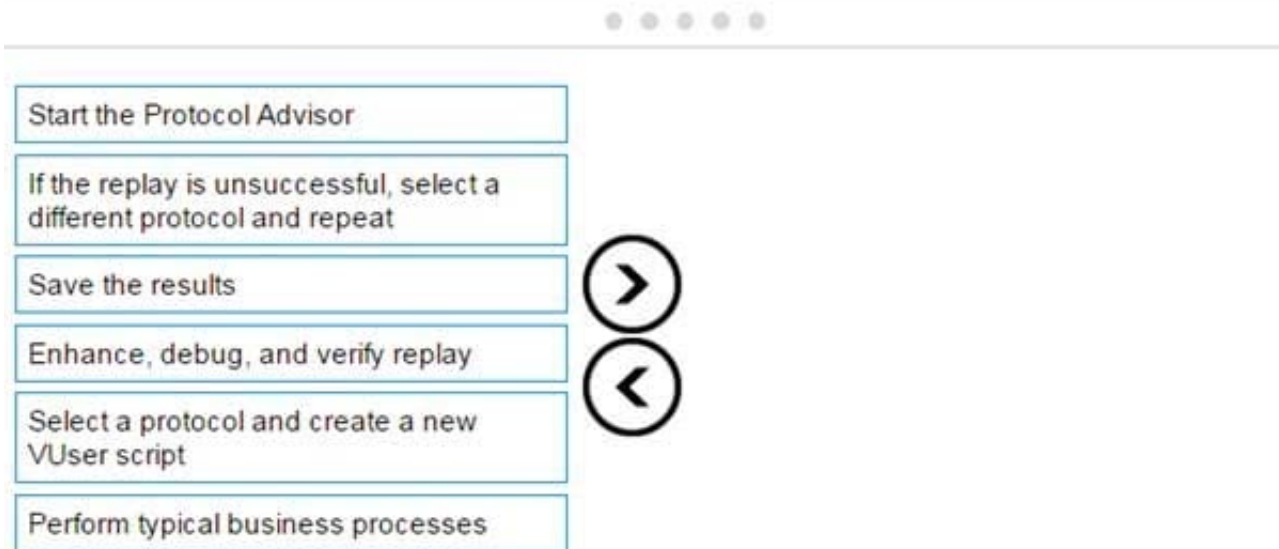 Start the Protocol Advisor
If the replay is unsuccessful, select a
different protocol and repeat
Save the results
Enhance, debug, and verify replay
Select a protocol and create a new
VUser script
Perform typical business processes